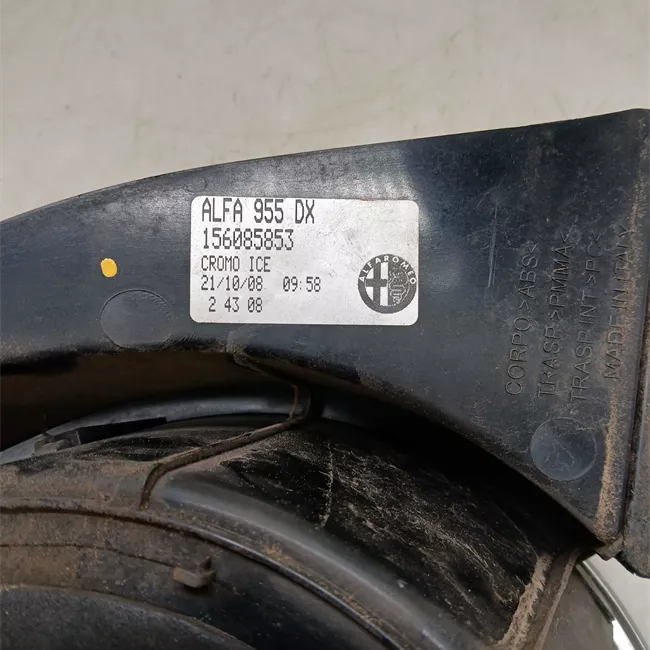 ALFA 955 DX
156085853
CROMO ICE
21/10/08 09:58
2 43 08
ALFA ROMEO
CORPO >ABS<
TRASP. >PMMA<
TRASP. INT.
MADE IN ITALY